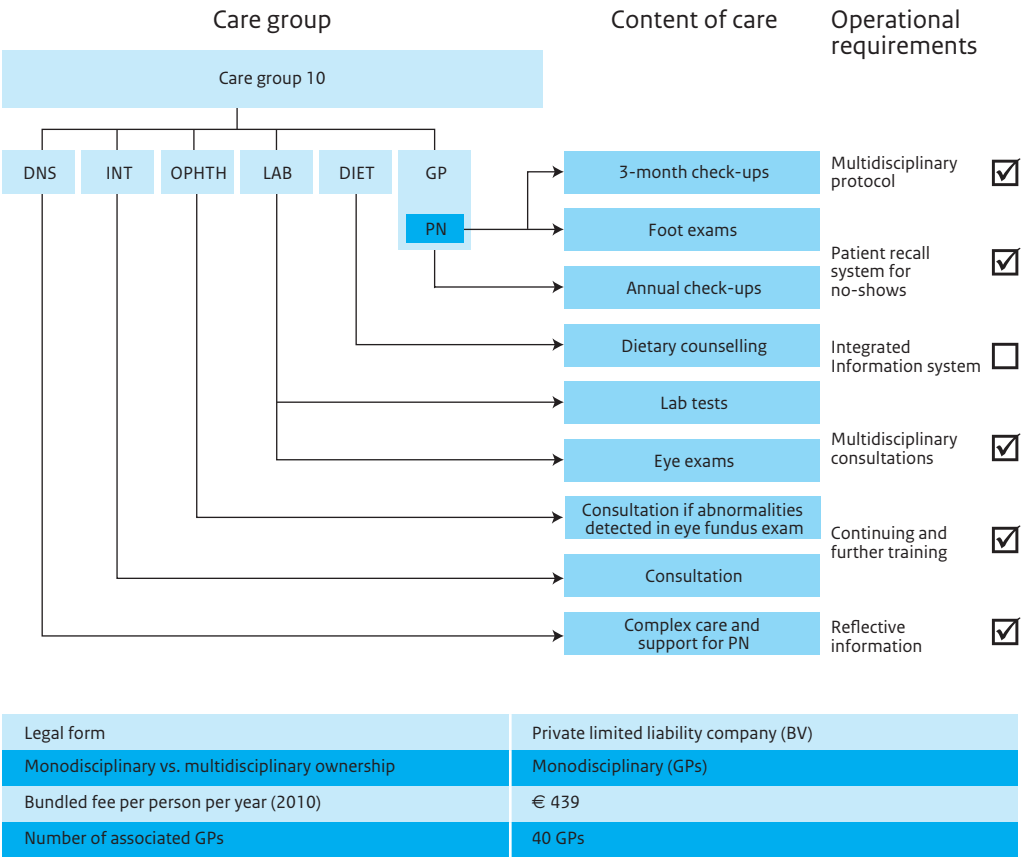 Care group
Content of care
Operational
requirements
Care group 10
DNS
INT
OPHTH
LAB
DIET
GP
PN
3-month check-ups
Foot exams
Annual check-ups
Dietary counselling
Lab tests
Eye exams
Consultation if abnormalities
detected in eye fundus exam
Consultation
Complex care and
support for PN
Multidisciplinary
protocol
Patient recall
system for
no-shows
Integrated
Information system
Multidisciplinary
consultations
Continuing and
further training
Reflective
information
Legal form
Private limited liability company (BV)
Monodisciplinary vs. multidisciplinary ownership
Monodisciplinary (GPs)
Bundled fee per person per year (2010)
€ 439
Number of associated GPs
40 GPs